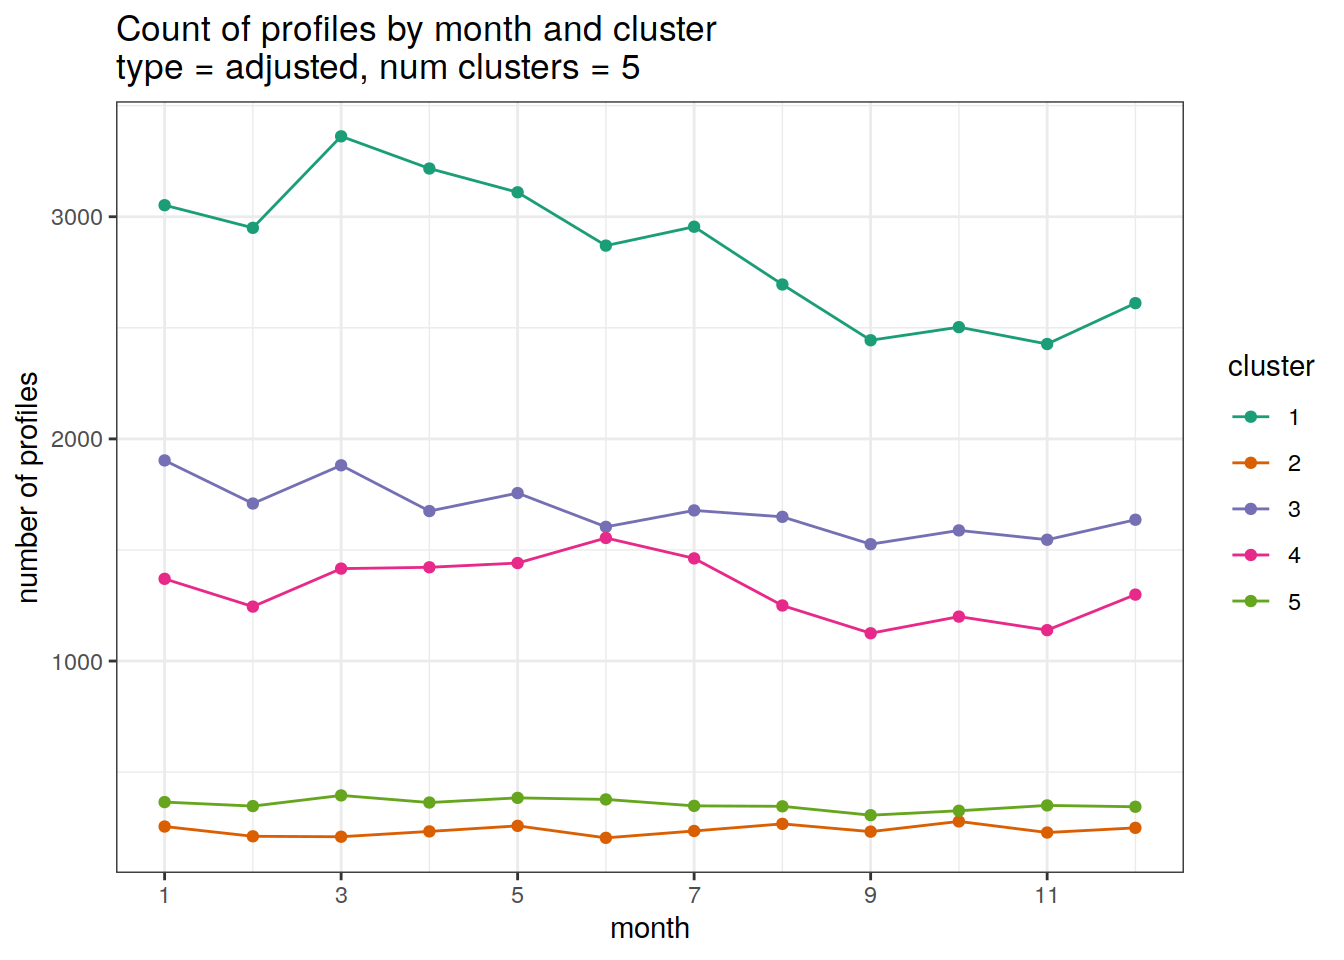 Count of profiles by month and cluster
type = adjusted, num clusters = 5
number of profiles
3000
2000
1000
1
3
5
7
9
11
month
cluster
1
2
3
4
5